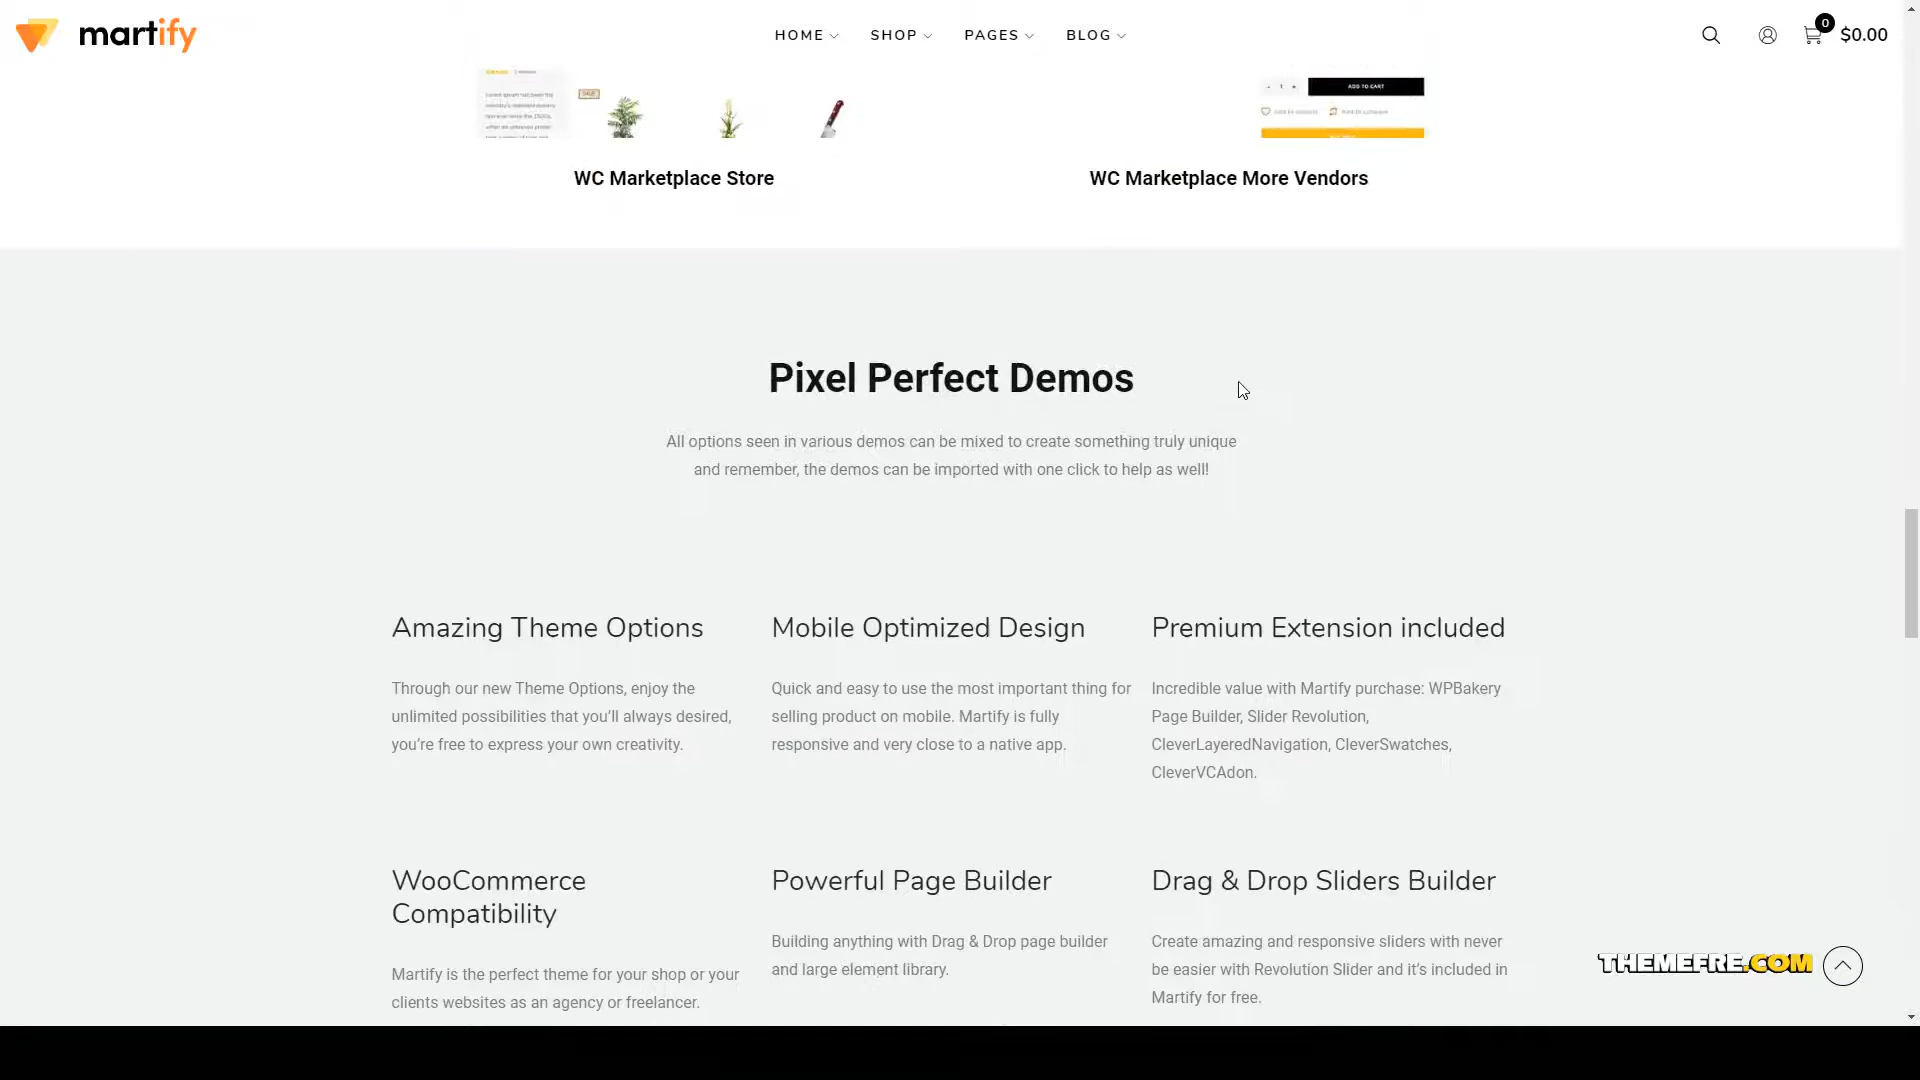 martify
HOME
SHOP
PAGES
BLOG
0
$0.00
SALE
- 1 +
ADD TO CART
WC Marketplace Store
WC Marketplace More Vendors
Pixel Perfect Demos
All options seen in various demos can be mixed to create something truly unique
and remember, the demos can be imported with one click to help as well!
Amazing Theme Options
Through our new Theme Options, enjoy the
unlimited possibilities that you’ll always desired,
you’re free to express your own creativity.
Mobile Optimized Design
Quick and easy to use the most important thing for
selling product on mobile. Martify is fully
responsive and very close to a native app.
Premium Extension included
Incredible value with Martify purchase: WPBakery
Page Builder, Slider Revolution,
CleverLayeredNavigation, CleverSwatches,
CleverVCAdon.
WooCommerce
Compatibility
Martify is the perfect theme for your shop or your
clients websites as an agency or freelancer.
Powerful Page Builder
Building anything with Drag & Drop page builder
and large element library.
Drag & Drop Sliders Builder
Create amazing and responsive sliders with never
be easier with Revolution Slider and it’s included in
Martify for free.
THEMEFRE.COM